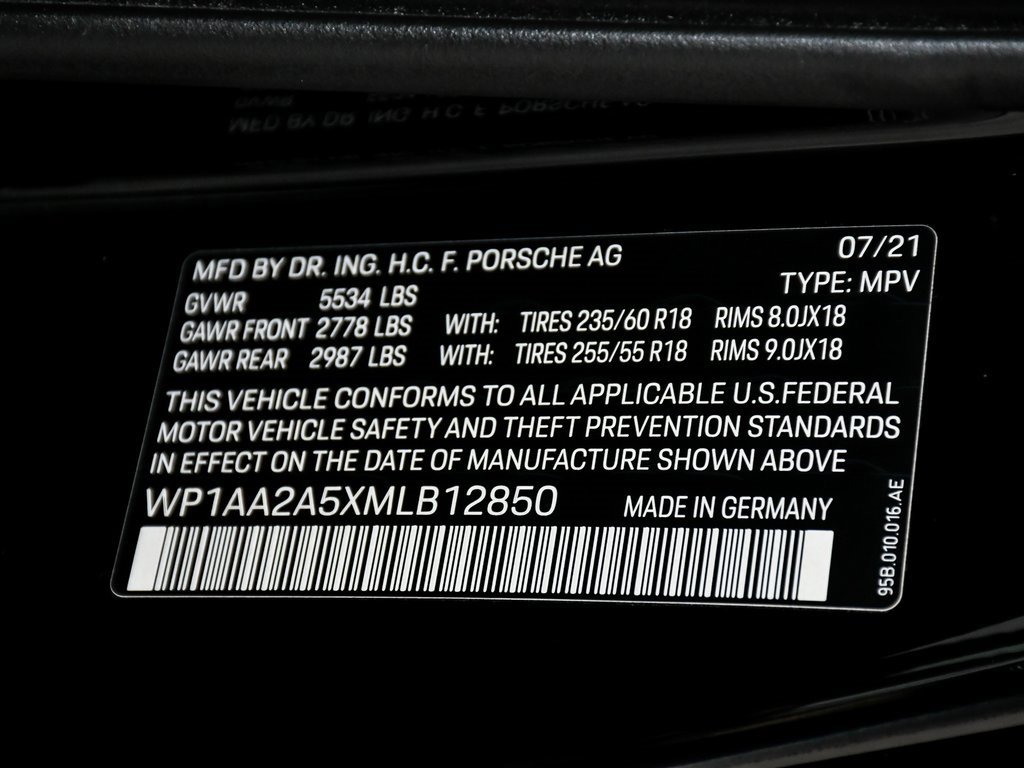 MFD BY DR. ING. H.C. F. PORSCHE AG 07/21
TYPE: MPV
GVWR 5534 LBS
GAWR FRONT 2778 LBS WITH: TIRES 235/60 R18 RIMS 8.0JX18
GAWR REAR 2987 LBS WITH: TIRES 255/55 R18 RIMS 9.0JX18
THIS VEHICLE CONFORMS TO ALL APPLICABLE U.S.FEDERAL
MOTOR VEHICLE SAFETY AND THEFT PREVENTION STANDARDS
IN EFFECT ON THE DATE OF MANUFACTURE SHOWN ABOVE
WP1AA2A5XMLB12850 MADE IN GERMANY
95B.010.016.AE